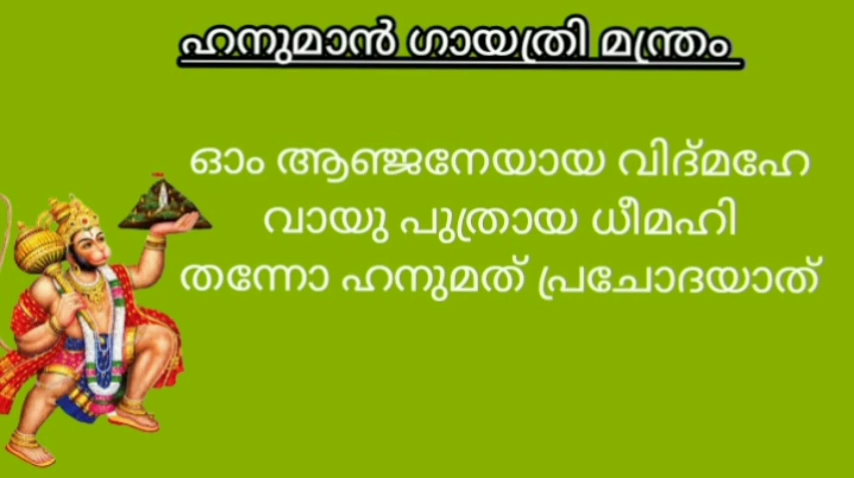 ഹനുമാൻ ഗായത്രി മന്ത്രം
ഓം ആഞ്ജനേയായ വിദ്മഹേ
വായു പുത്രായ ധീമഹി
തന്നോ ഹനുമത് പ്രചോദയാത്